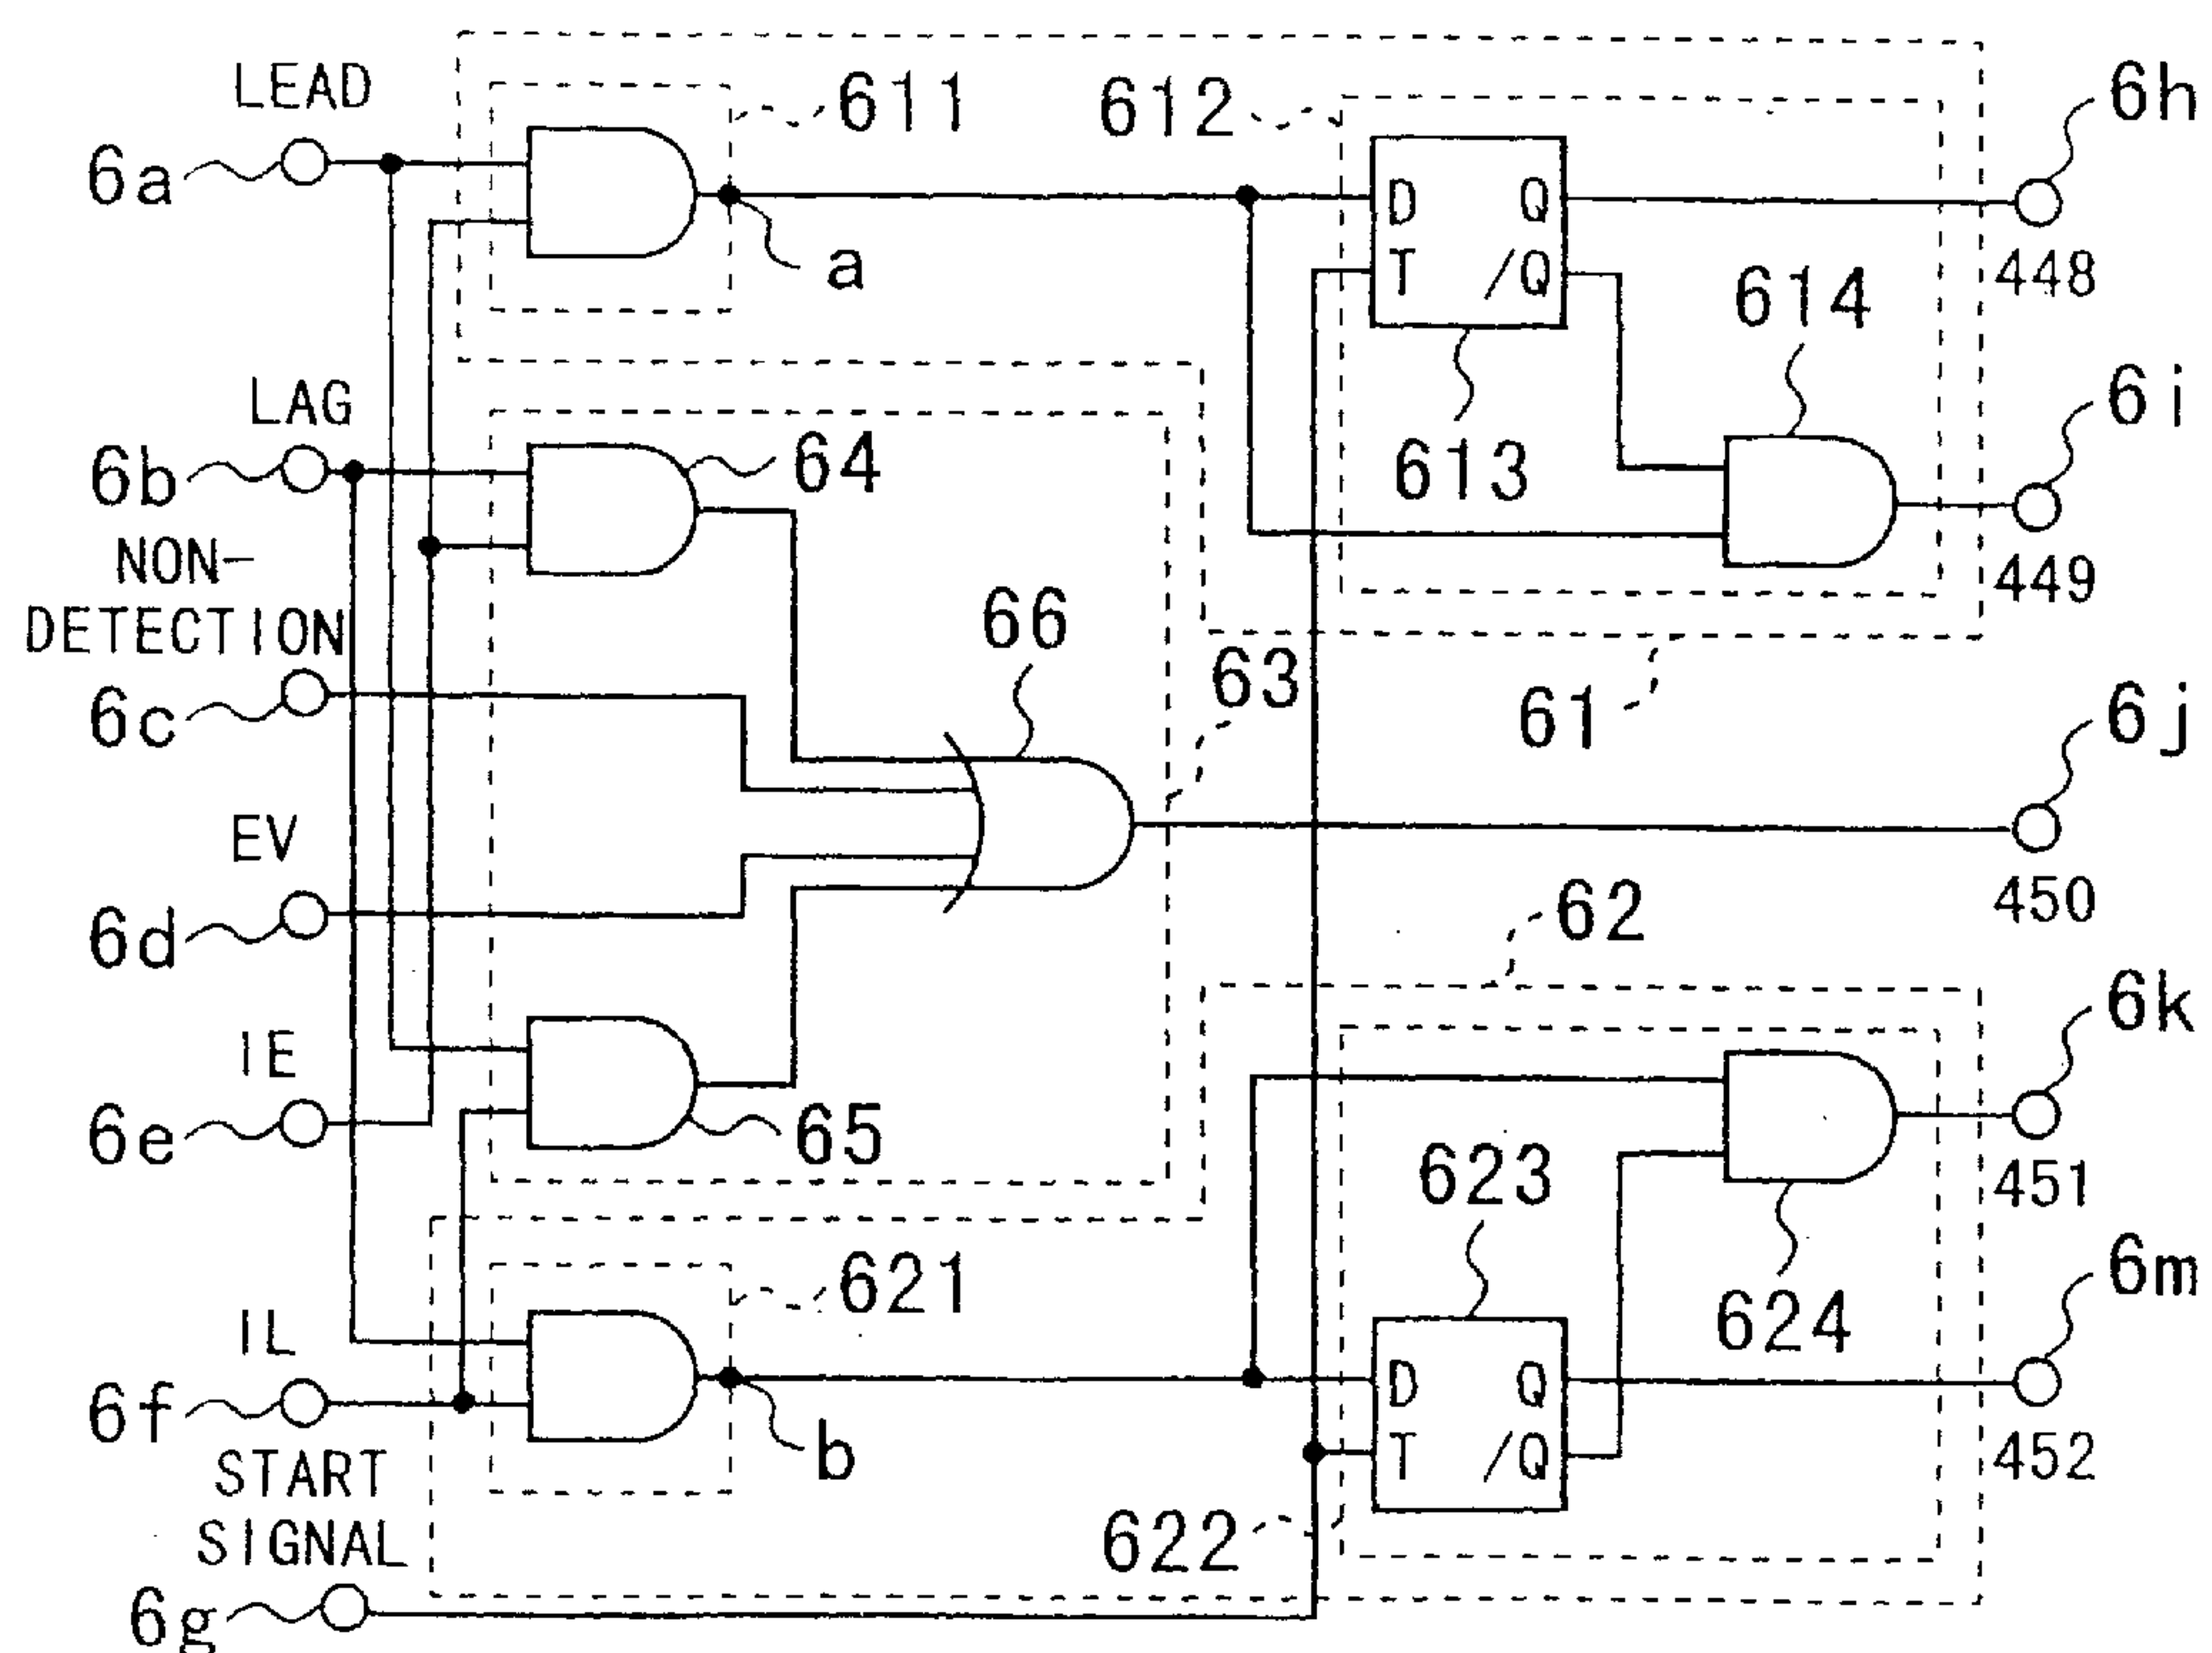 LEAD
6a
611
a
612
D
Q
T
/Q
613
614
6h
448
6i
449
LAG
6b
64
NON-
DETECTION
6c
66
63
61
6j
450
EV
6d
62
IE
6e
65
6k
451
623
624
IL
6f
621
b
D
Q
T
/Q
622
6m
452
START
SIGNAL
6g